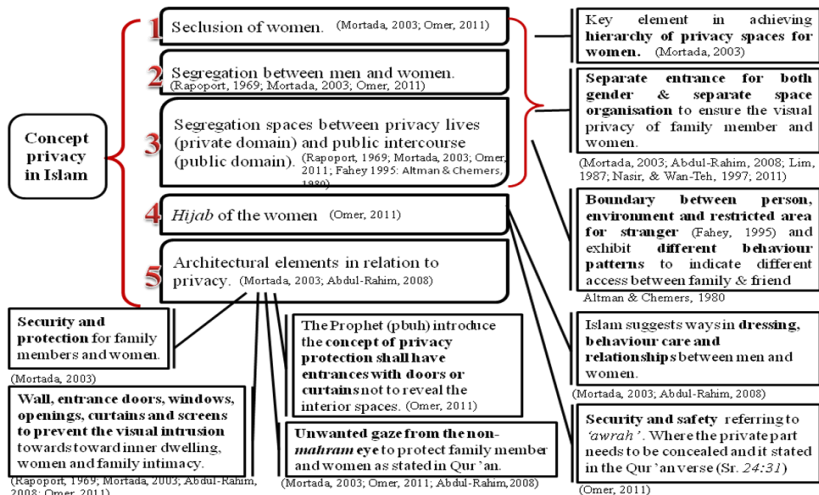 Concept
privacy
in Islam
1 Seclusion of women. (Mortada, 2003; Omer, 2011)
2 Segregation between men and women.
(Rapoport, 1969; Mortada, 2003; Omer, 2011)
3 Segregation spaces between privacy lives
(private domain) and public intercourse
(public domain). (Rapoport, 1969; Mortada, 2003; Omer,
2011; Fahey 1995: Altman & Chemers,
1980)
4 Hijab of the women (Omer, 2011)
5 Architectural elements in relation to
privacy. (Mortada, 2003; Abdul-Rahim, 2008)
Key element in achieving
hierarchy of privacy spaces for
women. (Mortada, 2003)
Separate entrance for both
gender & separate space
organisation to ensure the visual
privacy of family member and
women.
(Mortada, 2003; Abdul-Rahim, 2008; Lim,
1987; Nasir, & Wan-Teh, 1997; 2011)
Boundary between person,
environment and restricted area
for stranger (Fahey, 1995) and
exhibit different behaviour
patterns to indicate different
access between family & friend
Altman & Chemers, 1980
Islam suggests ways in dressing,
behaviour care and
relationships between men and
women.
(Mortada, 2003; Abdul-Rahim, 2008)
Security and safety referring to
‘awrah’. Where the private part
needs to be concealed and it stated
in the Qur’an verse (Sr. 24:31)
(Omer, 2011)
Security and
protection for family
members and women.
(Mortada, 2003)
Wall, entrance doors, windows,
openings, curtains and screens
to prevent the visual intrusion
towards toward inner dwelling,
women and family intimacy.
(Rapoport, 1969; Mortada, 2003; Abdul-Rahim,
2008; Omer, 2011)
The Prophet (pbuh) introduce
the concept of privacy
protection shall have
entrances with doors or
curtains not to reveal the
interior spaces. (Omer, 2011)
Unwanted gaze from the non-
mahram eye to protect family member
and women as stated in Qur’an.
(Mortada, 2003; Omer, 2011; Abdul-Rahim,2008)